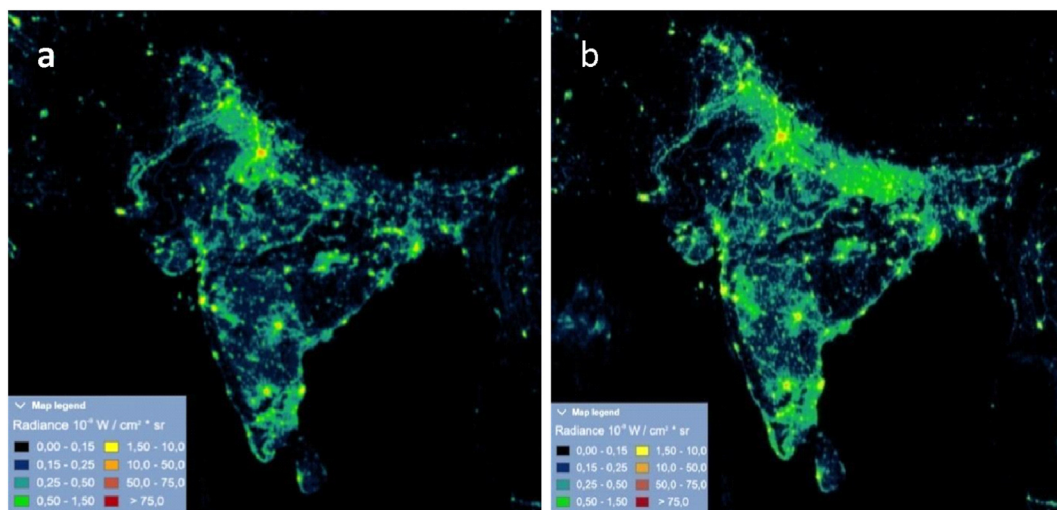 a
Map legend
Radiance 10⁻⁹ W / cm² * sr
0,00 - 0,15 1,50 - 10,0
0,15 - 0,25 10,0 - 50,0
0,25 - 0,50 50,0 - 75,0
0,50 - 1,50 > 75,0
b
Map legend
Radiance 10⁻⁹ W / cm² * sr
0,00 - 0,15 1,50 - 10,0
0,15 - 0,25 10,0 - 50,0
0,25 - 0,50 50,0 - 75,0
0,50 - 1,50 > 75,0